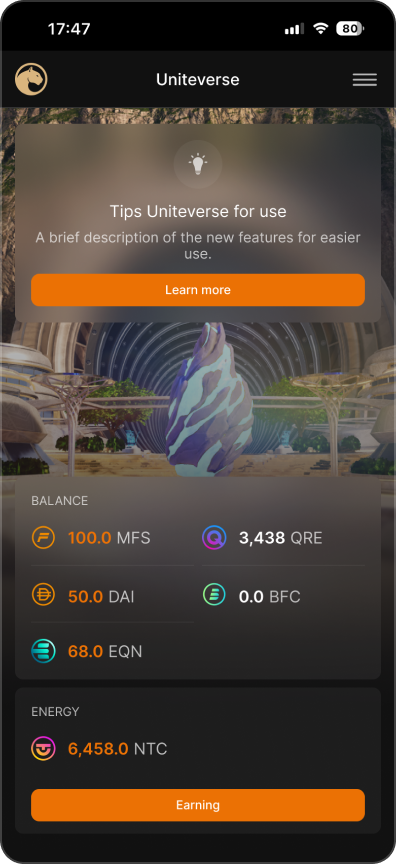 17:47
80
Uniteverse
Tips Uniteverse for use
A brief description of the new features for easier
use.
Learn more
BALANCE
100.0 MFS
3,438 QRE
50.0 DAI
0.0 BFC
68.0 EQN
ENERGY
6,458.0 NTC
Earning